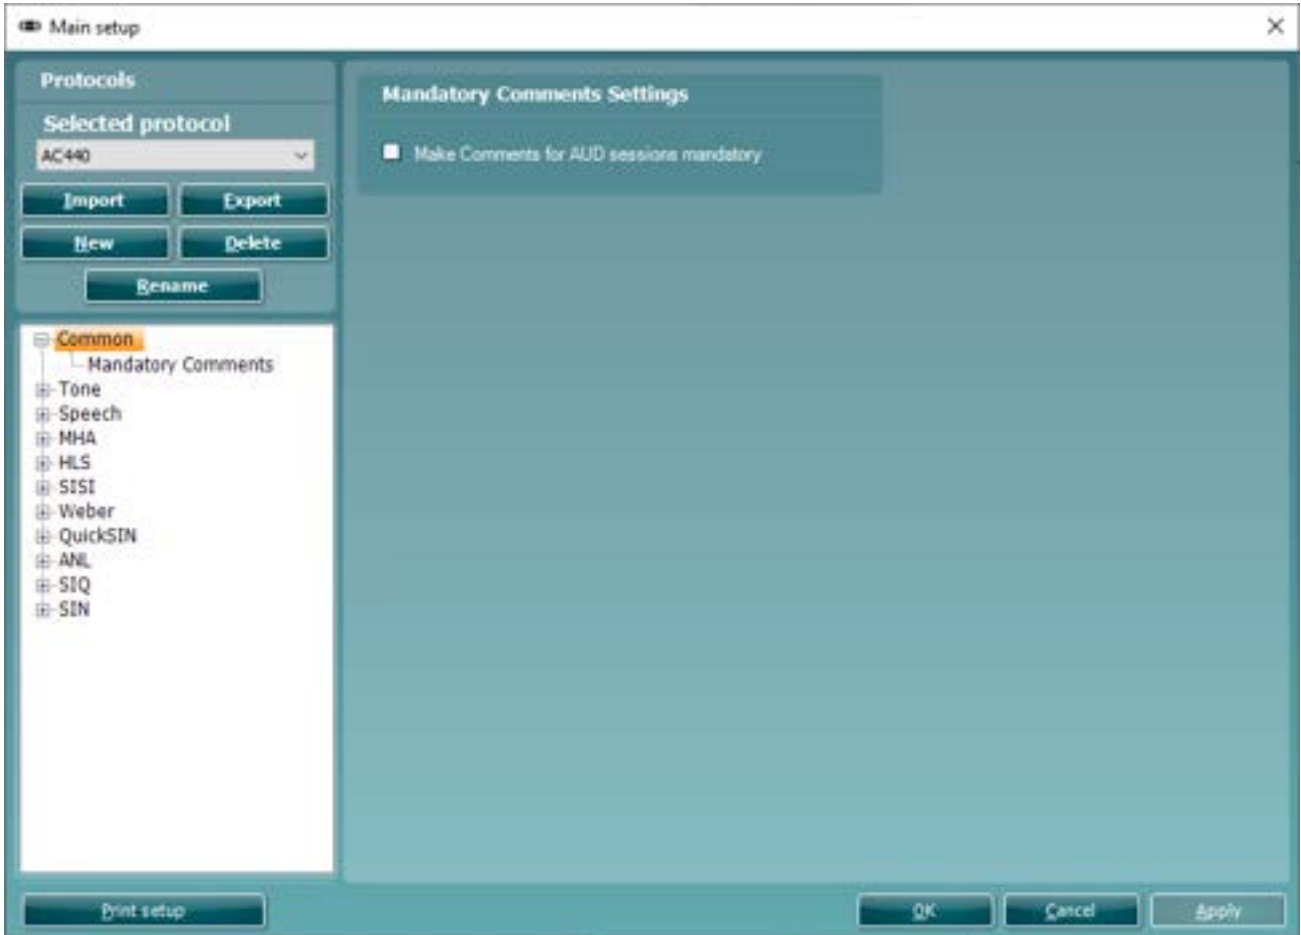 Main setup
Protocols
Selected protocol
AC440
Import
Export
New
Delete
Rename
Common
Mandatory Comments
Tone
Speech
MHA
HLS
SISI
Weber
QuickSIN
ANL
SIQ
SIN
Mandatory Comments Settings
Make Comments for AUD sessions mandatory
Print setup
OK
Cancel
Apply